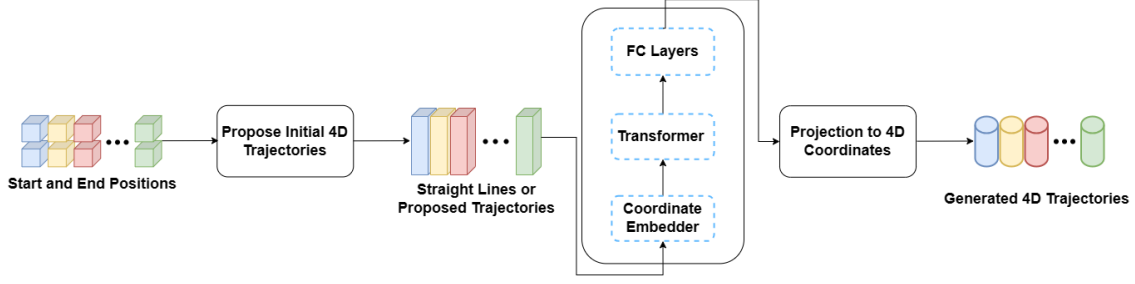 Start and End Positions
Propose Initial 4D
Trajectories
Straight Lines or
Proposed Trajectories
FC Layers
Transformer
Coordinate
Embedder
Projection to 4D
Coordinates
Generated 4D Trajectories